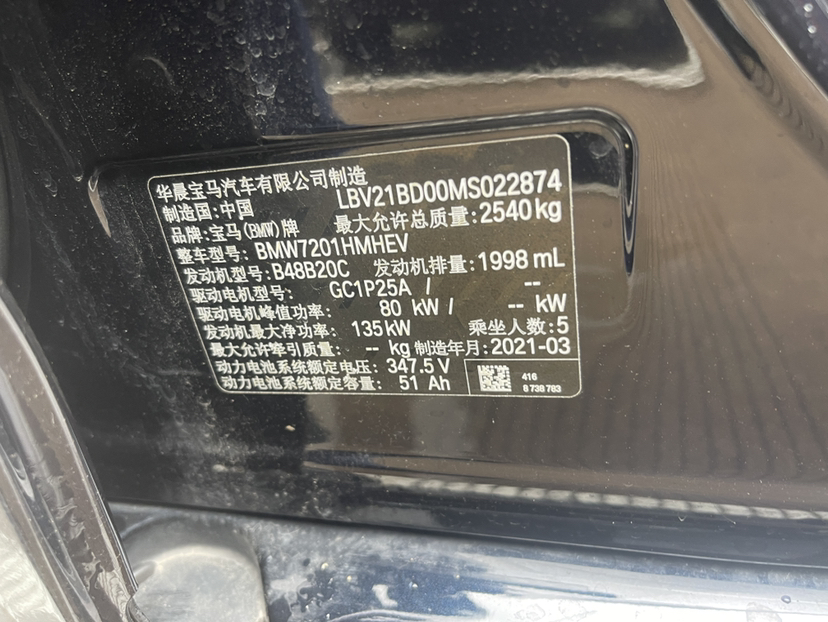 华晨宝马汽车有限公司制造
制造国:中国 LBV21BD00MS022874
品牌:宝马(BMW)牌 最大允许总质量:2540kg
整车型号:BMW7201HMHEV
发动机型号:B48B20C 发动机排量:1998 mL
驱动电机型号: GC1P25A / --
驱动电机峰值功率: 80 kW / -- kW
发动机最大净功率: 135kW 乘坐人数:5
最大允许牵引质量: -- kg 制造年月:2021-03
动力电池系统额定电压: 347.5 V
动力电池系统额定容量: 51 Ah
416
8 738 783